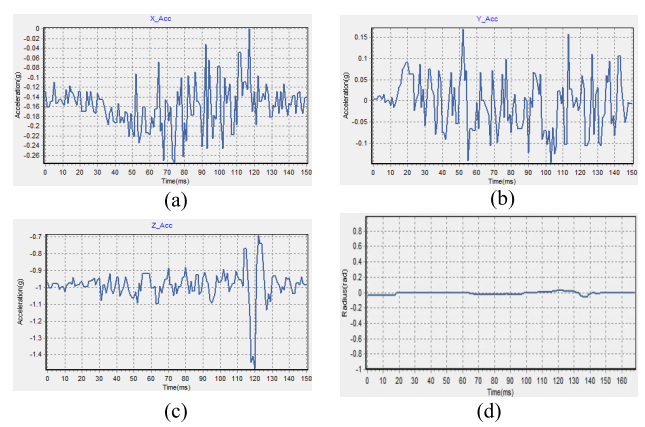 X_Acc
Acceleration(g)
0
-0.02
-0.04
-0.06
-0.08
-0.1
-0.12
-0.14
-0.16
-0.18
-0.2
-0.22
-0.24
-0.26
0 10 20 30 40 50 60 70 80 90 100 110 120 130 140 150
Time(ms)
(a)
Y_Acc
Acceleration(g)
0.15
0.1
0.05
0
-0.05
-0.1
0 10 20 30 40 50 60 70 80 90 100 110 120 130 140 150
Time(ms)
(b)
Z_Acc
Acceleration(g)
-0.7
-0.8
-0.9
-1
-1.1
-1.2
-1.3
-1.4
0 10 20 30 40 50 60 70 80 90 100 110 120 130 140 150
Time(ms)
(c)
Radius(rad)
0.8
0.6
0.4
0.2
0
-0.2
-0.4
-0.6
-0.8
-1
0 10 20 30 40 50 60 70 80 90 100 110 120 130 140 150 160
Time(ms)
(d)